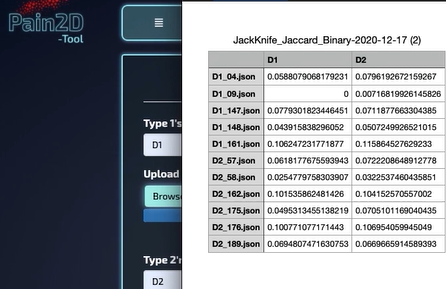 Pain2D
-Tool
Type 1's
D1
Upload
Brows
Type 2'r
D2
JackKnife_Jaccard_Binary-2020-12-17 (2)
D1 D2
D1_04.json 0.0588079068179231 0.0796192672159267
D1_09.json 0 0.00716819926145826
D1_147.json 0.0779301823446451 0.0711877663304385
D1_148.json 0.043915838296052 0.0507249926521015
D1_161.json 0.106247231771877 0.115864527629233
D2_57.json 0.0618177675593943 0.0722208648912778
D2_58.json 0.0254779758305303 0.0322537460435851
D2_162.json 0.101535862481398 0.104152570557002
D2_175.json 0.0495313455138219 0.0705101169040435
D2_176.json 0.100771077171443 0.106954059945049
D2_189.json 0.0694807471630753 0.0669665914589393